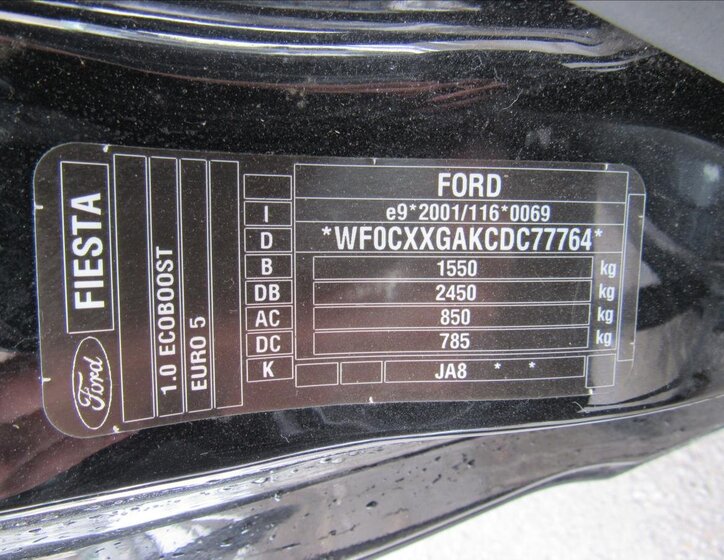 FORD
I e9*2001/116*0069
D *WF0CXXGAKCDC77764*
B 1550 kg
DB 2450 kg
AC 850 kg
DC 785 kg
K JA8 * *
FIESTA
Ford
1.0 ECOBOOST
EURO 5